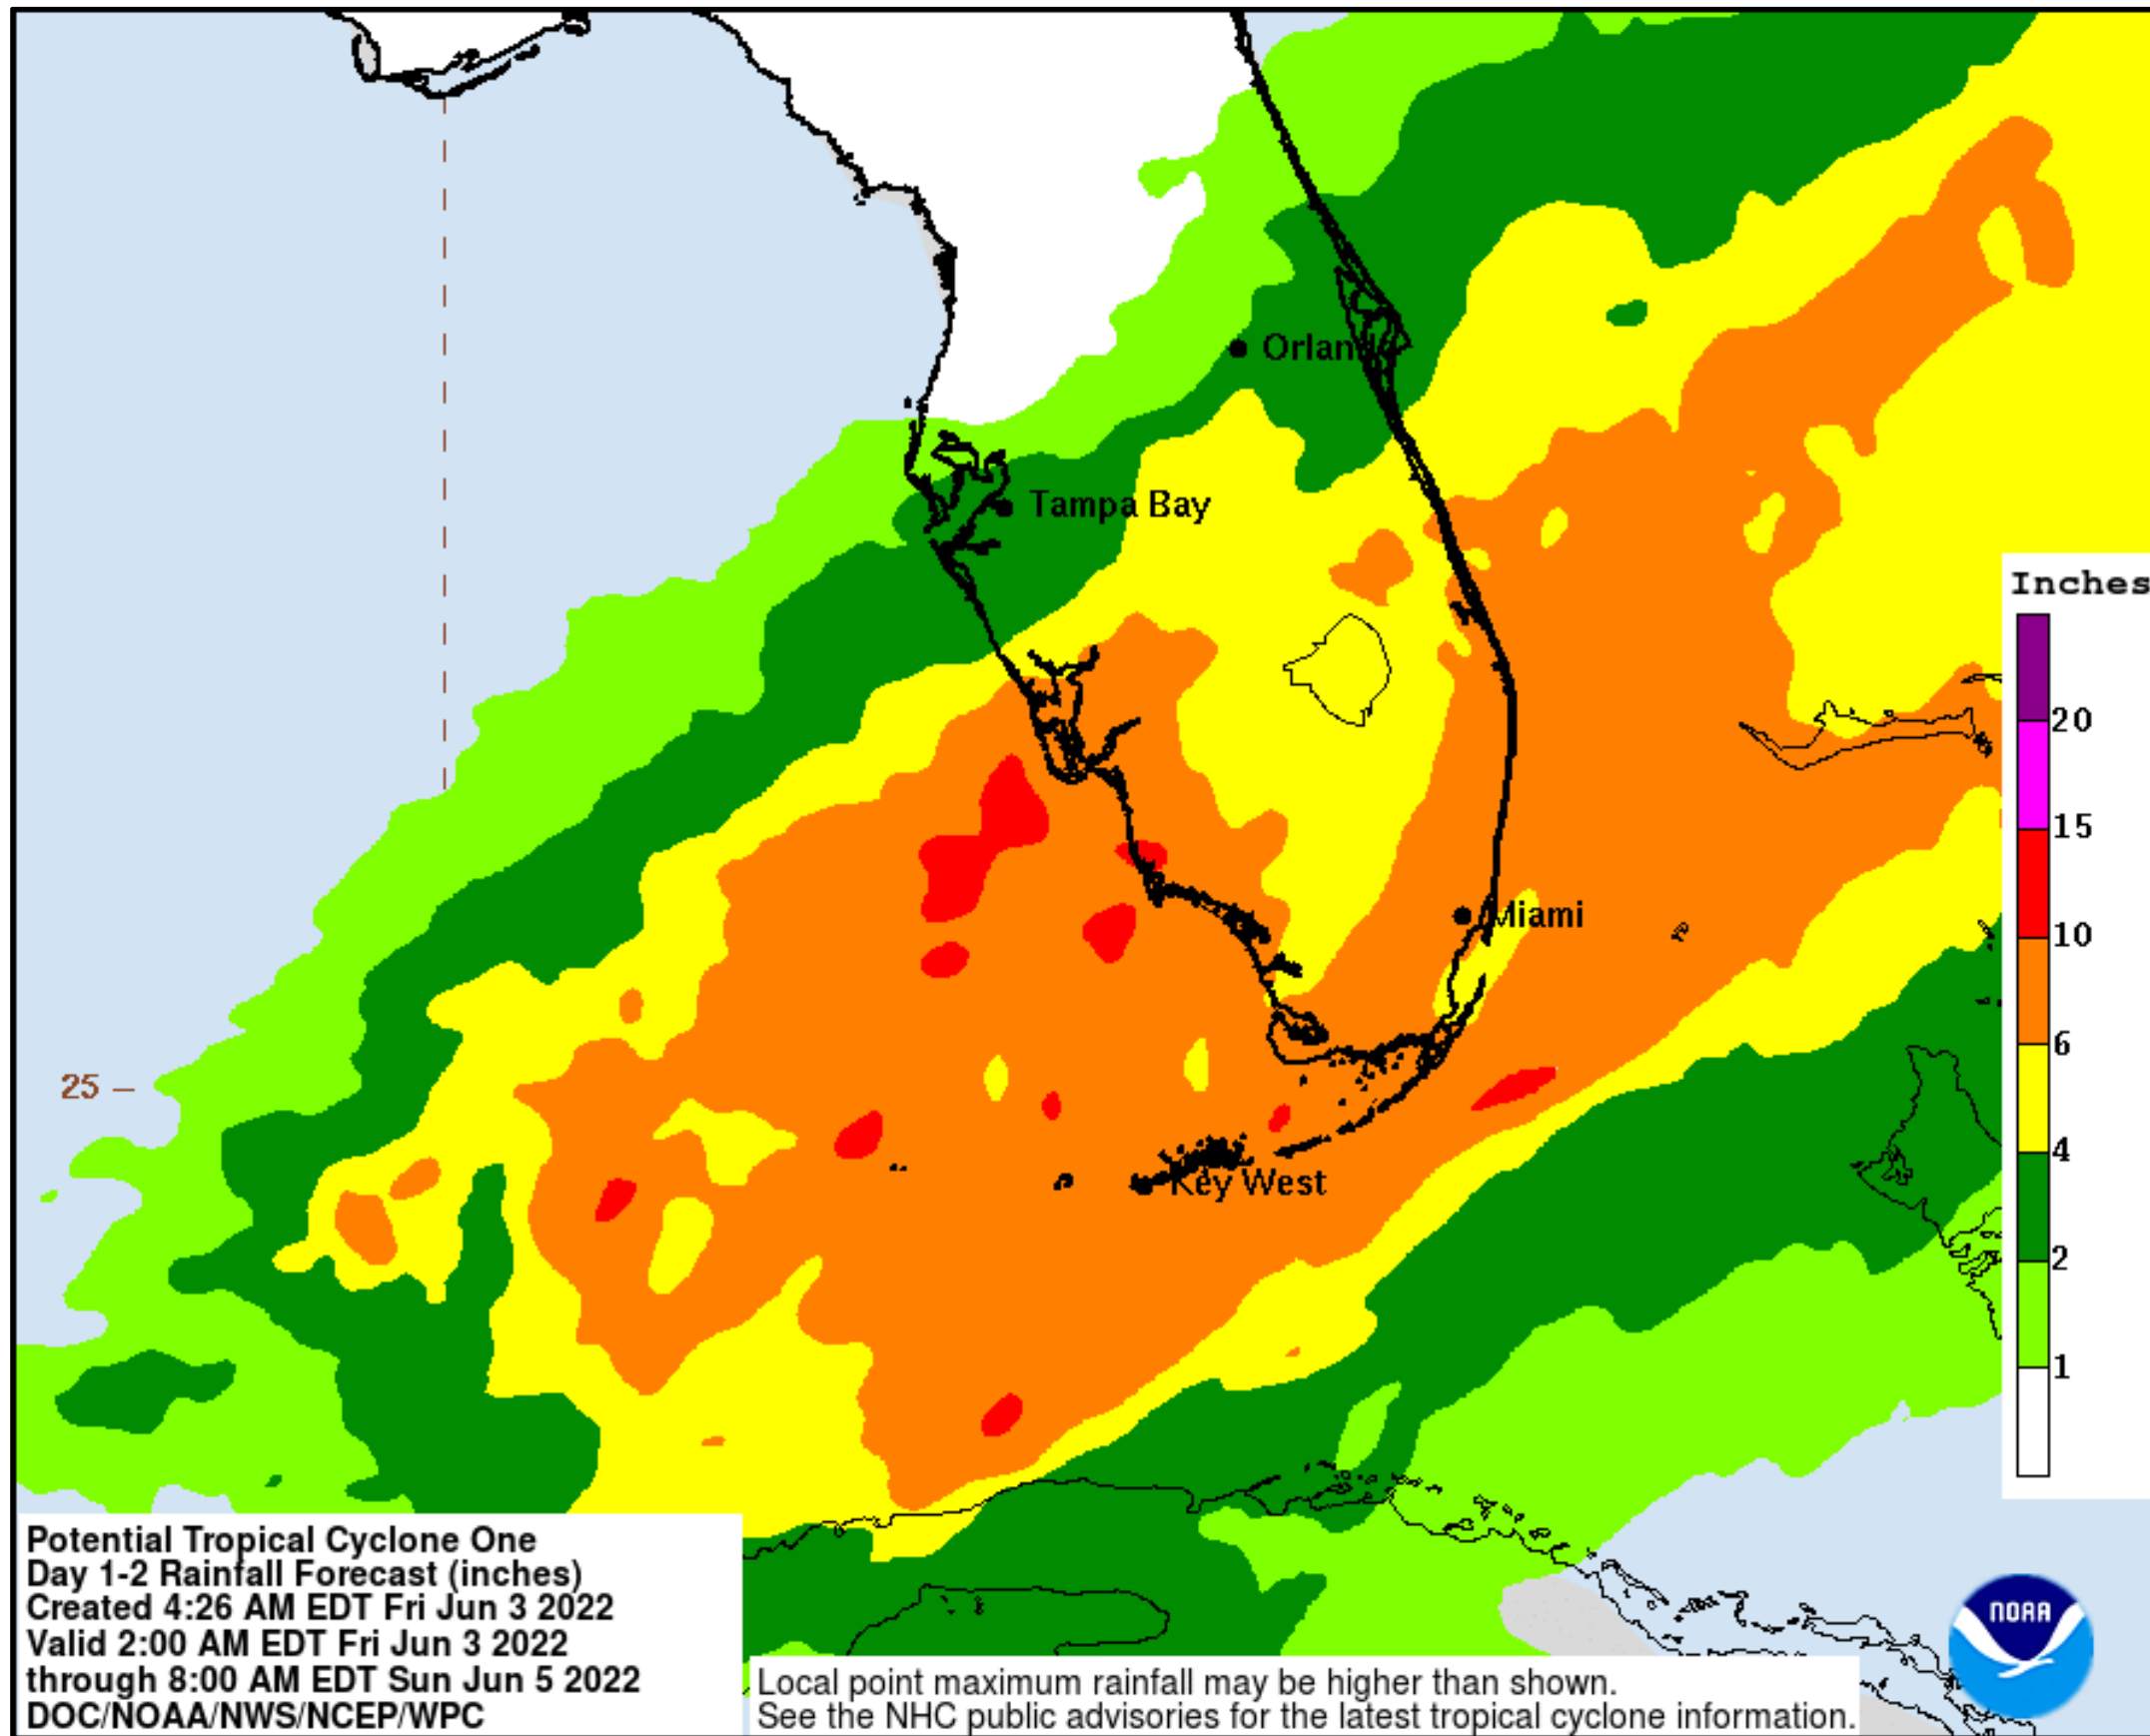 Orlando
Tampa Bay
Inches
20
15
Miami
10
6
25
4
Key West
2
1
Potential Tropical Cyclone One
Day 1-2 Rainfall Forecast (inches)
Created 4:26 AM EDT Fri Jun 3 2022
Valid 2:00 AM EDT Fri Jun 3 2022
through 8:00 AM EDT Sun Jun 5 2022
DOC/NOAA/NWS/NCEP/WPC
Local point maximum rainfall may be higher than shown.
See the NHC public advisories for the latest tropical cyclone information.
NOAA